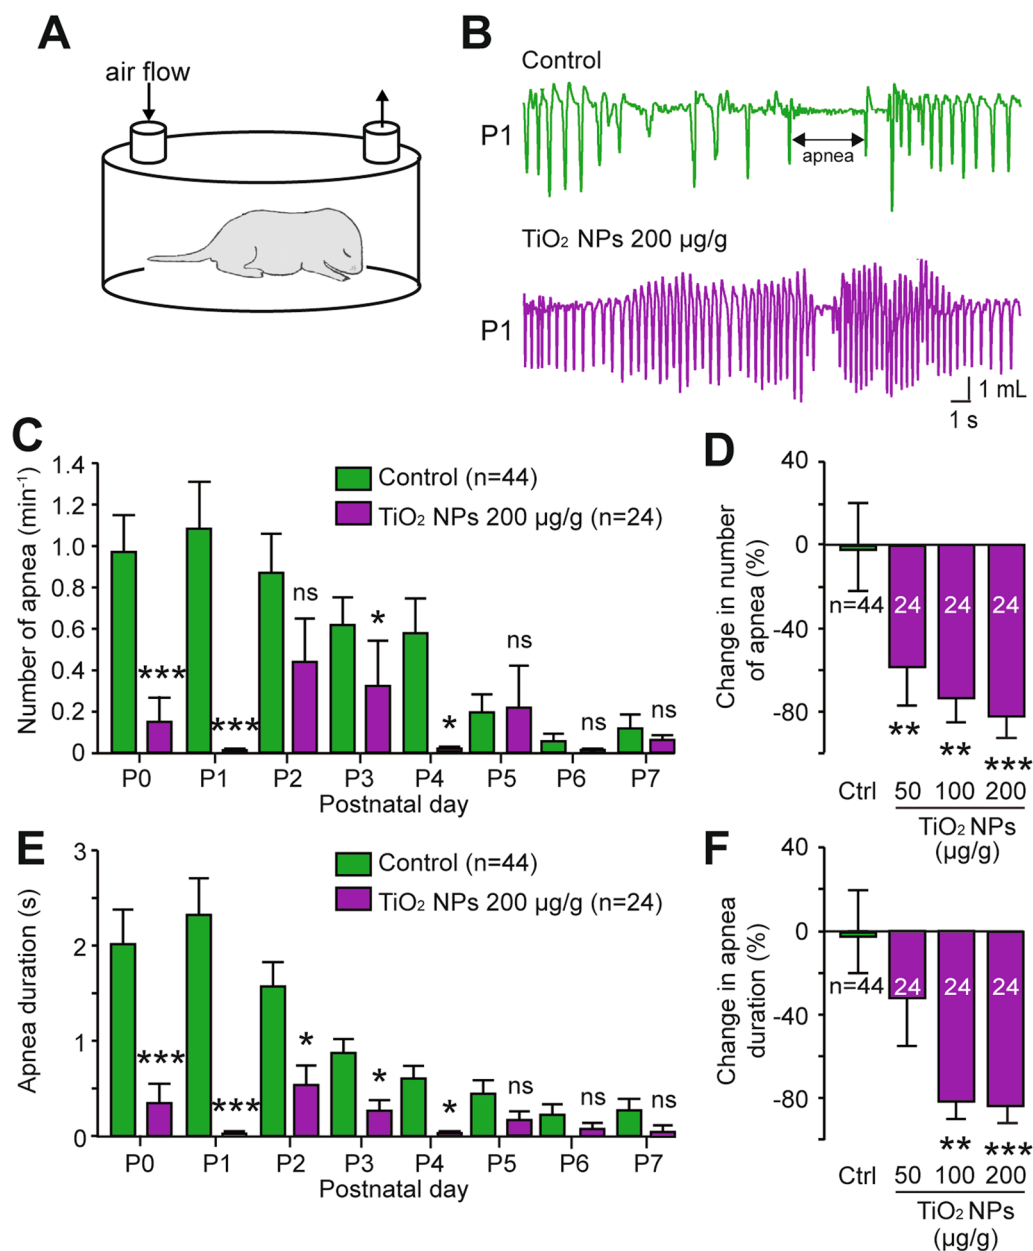 A
air flow
B
Control
P1
apnea
TiO2 NPs 200 µg/g
P1
1 mL
1 s
C
Number of apnea (min-1)
1.4
1.2
1.0
0.8
0.6
0.4
0.2
0
Control (n=44)
TiO2 NPs 200 µg/g (n=24)
***
***
ns
*
*
ns
ns
ns
P0 P1 P2 P3 P4 P5 P6 P7
Postnatal day
D
Change in number
of apnea (%)
40
0
-40
-80
n=44 24 24 24
** ** ***
Ctrl 50 100 200
TiO2 NPs
(µg/g)
E
Apnea duration (s)
3
2
1
0
Control (n=44)
TiO2 NPs 200 µg/g (n=24)
***
***
*
*
*
ns
ns
ns
P0 P1 P2 P3 P4 P5 P6 P7
Postnatal day
F
Change in apnea
duration (%)
40
0
-40
-80
n=44 24 24 24
** ***
Ctrl 50 100 200
TiO2 NPs
(µg/g)